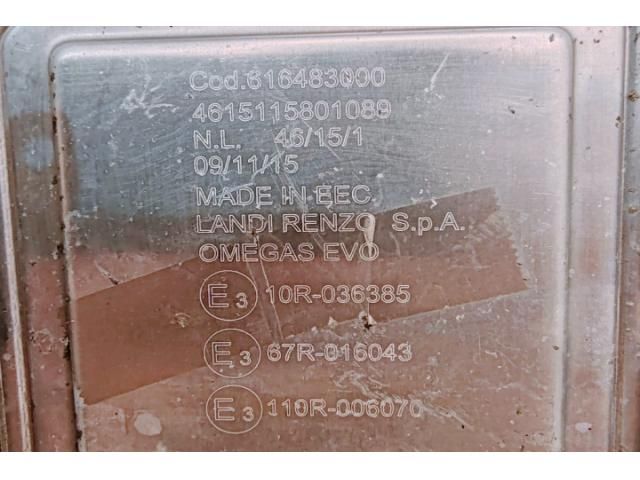 Cod.616483000
4615115801089
N.L. 46/15/1
09/11/15
MADE IN EEC
LANDI RENZO S.p.A.
OMEGAS EVO
E3 10R-036385
E3 67R-016043
E3 110R-006070